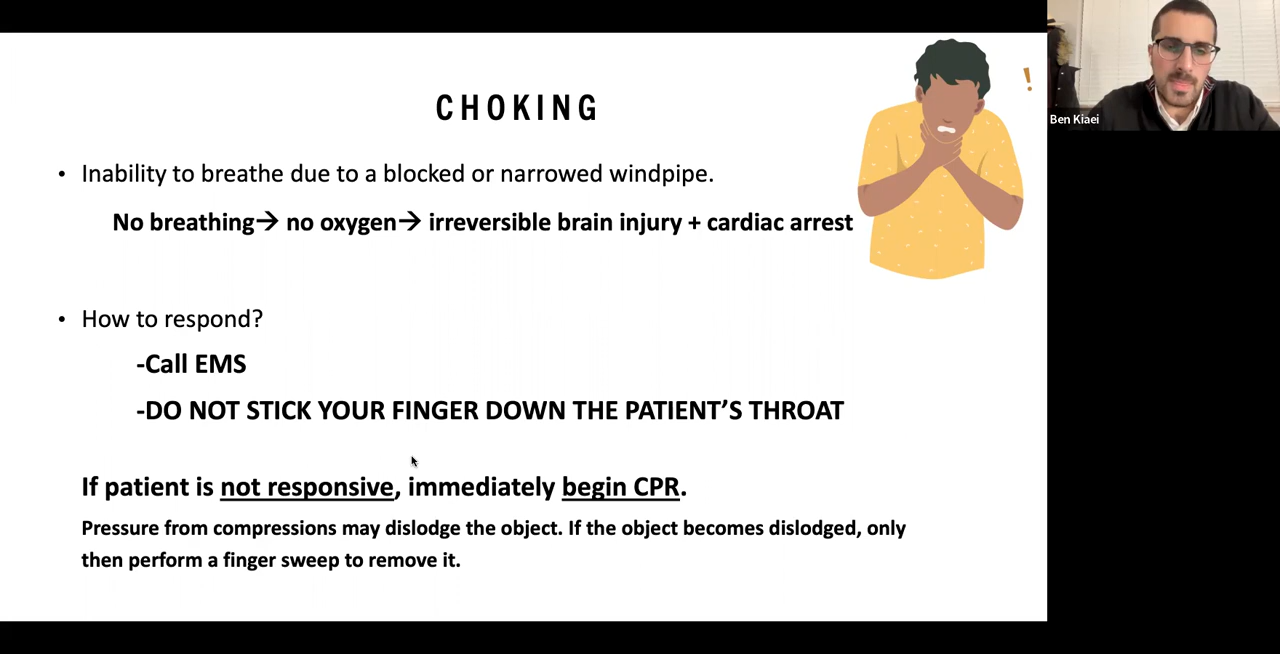 CHOKING
• Inability to breathe due to a blocked or narrowed windpipe.
No breathing→ no oxygen→ irreversible brain injury + cardiac arrest
• How to respond?
-Call EMS
-DO NOT STICK YOUR FINGER DOWN THE PATIENT’S THROAT
If patient is not responsive, immediately begin CPR.
Pressure from compressions may dislodge the object. If the object becomes dislodged, only
then perform a finger sweep to remove it.
!
Ben Kiaei